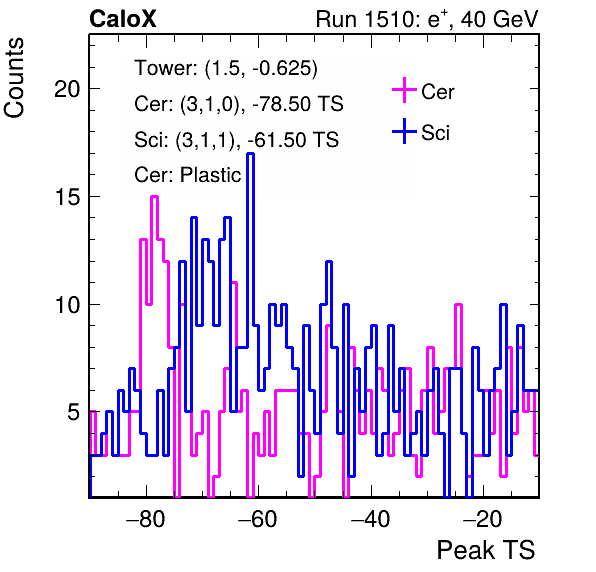 CaloX Run 1510: e⁺, 40 GeV
Counts
Tower: (1.5, -0.625)
Cer: (3,1,0), -78.50 TS
Sci: (3,1,1), -61.50 TS
Cer: Plastic
Cer
Sci
20
15
10
5
−80 −60 −40 −20
Peak TS